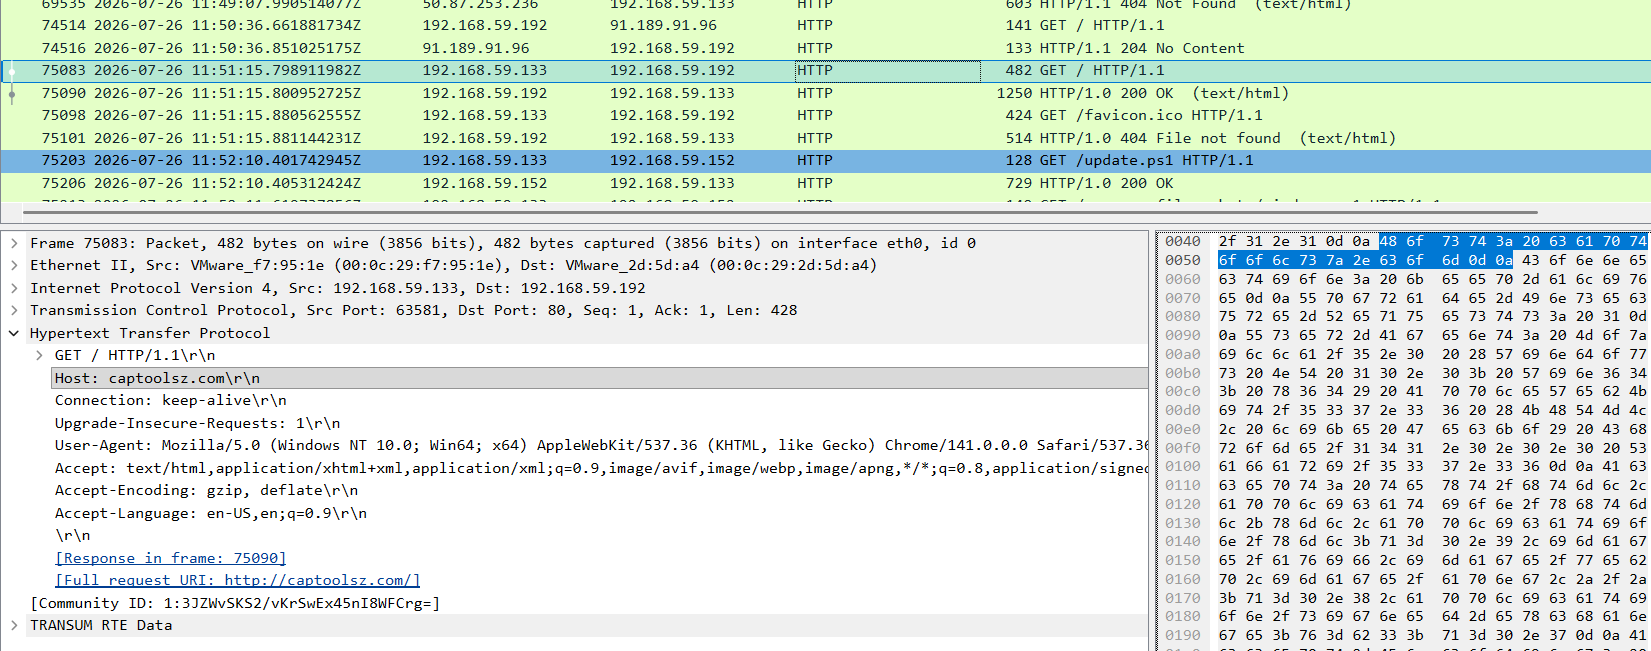 69535 2026-07-26 11:49:07.990514077Z 50.87.253.236 192.168.59.133 HTTP 603 HTTP/1.1 404 Not Found (text/html)
74514 2026-07-26 11:50:36.661881734Z 192.168.59.192 91.189.91.96 HTTP 141 GET / HTTP/1.1
74516 2026-07-26 11:50:36.851025175Z 91.189.91.96 192.168.59.192 HTTP 133 HTTP/1.1 204 No Content
75083 2026-07-26 11:51:15.798911982Z 192.168.59.133 192.168.59.192 HTTP 482 GET / HTTP/1.1
75090 2026-07-26 11:51:15.800952725Z 192.168.59.192 192.168.59.133 HTTP 1250 HTTP/1.0 200 OK (text/html)
75098 2026-07-26 11:51:15.880562555Z 192.168.59.133 192.168.59.192 HTTP 424 GET /favicon.ico HTTP/1.1
75101 2026-07-26 11:51:15.881144231Z 192.168.59.192 192.168.59.133 HTTP 514 HTTP/1.0 404 File not found (text/html)
75203 2026-07-26 11:52:10.401742945Z 192.168.59.133 192.168.59.152 HTTP 128 GET /update.ps1 HTTP/1.1
75206 2026-07-26 11:52:10.405312424Z 192.168.59.152 192.168.59.133 HTTP 729 HTTP/1.0 200 OK
Frame 75083: Packet, 482 bytes on wire (3856 bits), 482 bytes captured (3856 bits) on interface eth0, id 0
Ethernet II, Src: VMware_f7:95:1e (00:0c:29:f7:95:1e), Dst: VMware_2d:5d:a4 (00:0c:29:2d:5d:a4)
Internet Protocol Version 4, Src: 192.168.59.133, Dst: 192.168.59.192
Transmission Control Protocol, Src Port: 63581, Dst Port: 80, Seq: 1, Ack: 1, Len: 428
Hypertext Transfer Protocol
GET / HTTP/1.1\r\n
Host: captoolsz.com\r\n
Connection: keep-alive\r\n
Upgrade-Insecure-Requests: 1\r\n
User-Agent: Mozilla/5.0 (Windows NT 10.0; Win64; x64) AppleWebKit/537.36 (KHTML, like Gecko) Chrome/141.0.0.0 Safari/537.36
Accept: text/html,application/xhtml+xml,application/xml;q=0.9,image/avif,image/webp,image/apng,*/*;q=0.8,application/signed
Accept-Encoding: gzip, deflate\r\n
Accept-Language: en-US,en;q=0.9\r\n
\r\n
[Response in frame: 75090]
[Full request URI: http://captoolsz.com/]
[Community ID: 1:3JZWvSKS2/vKrSwEx45nI8WFCrg=]
TRANSUM RTE Data
0040 2f 31 2e 31 0d 0a 48 6f 73 74 3a 20 63 61 70 74
0050 6f 6f 6c 73 7a 2e 63 6f 6d 0d 0a 43 6f 6e 6e 65
0060 63 74 69 6f 6e 3a 20 6b 65 65 70 2d 61 6c 69 76
0070 65 0d 0a 55 70 67 72 61 64 65 2d 49 6e 73 65 63
0080 75 72 65 2d 52 65 71 75 65 73 74 73 3a 20 31 0d
0090 0a 55 73 65 72 2d 41 67 65 6e 74 3a 20 4d 6f 7a
00a0 69 6c 6c 61 2f 35 2e 30 20 28 57 69 6e 64 6f 77
00b0 73 20 4e 54 20 31 30 2e 30 3b 20 57 69 6e 36 34
00c0 3b 20 78 36 34 29 20 41 70 70 6c 65 57 65 62 4b
00d0 69 74 2f 35 33 37 2e 33 36 20 28 4b 48 54 4d 4c
00e0 2c 20 6c 69 6b 65 20 47 65 63 6b 6f 29 20 43 68
00f0 72 6f 6d 65 2f 31 34 31 2e 30 2e 30 2e 30 20 53
0100 61 66 61 72 69 2f 35 33 37 2e 33 36 0d 0a 41 63
0110 63 65 70 74 3a 20 74 65 78 74 2f 68 74 6d 6c 2c
0120 61 70 70 6c 69 63 61 74 69 6f 6e 2f 78 68 74 6d
0130 6c 2b 78 6d 6c 2c 61 70 70 6c 69 63 61 74 69 6f
0140 6e 2f 78 6d 6c 3b 71 3d 30 2e 39 2c 69 6d 61 67
0150 65 2f 61 76 69 66 2c 69 6d 61 67 65 2f 77 65 62
0160 70 2c 69 6d 61 67 65 2f 61 70 6e 67 2c 2a 2f 2a
0170 3b 71 3d 30 2e 38 2c 61 70 70 6c 69 63 61 74 69
0180 6f 6e 2f 73 69 67 6e 65 64 2d 65 78 63 68 61 6e
0190 67 65 3b 76 3d 62 33 3b 71 3d 30 2e 37 0d 0a 41